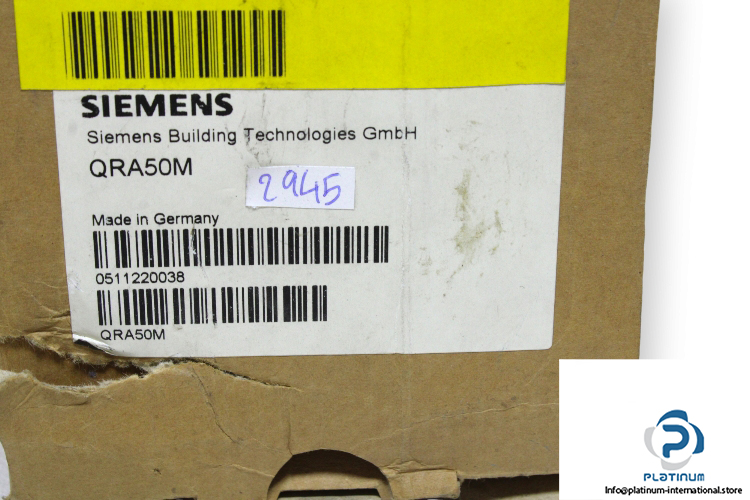 SIEMENS
Siemens Building Technologies GmbH
QRA50M
2945
Made in Germany
0511220038
QRA50M
PLATINUM
Info@platinum-international.store